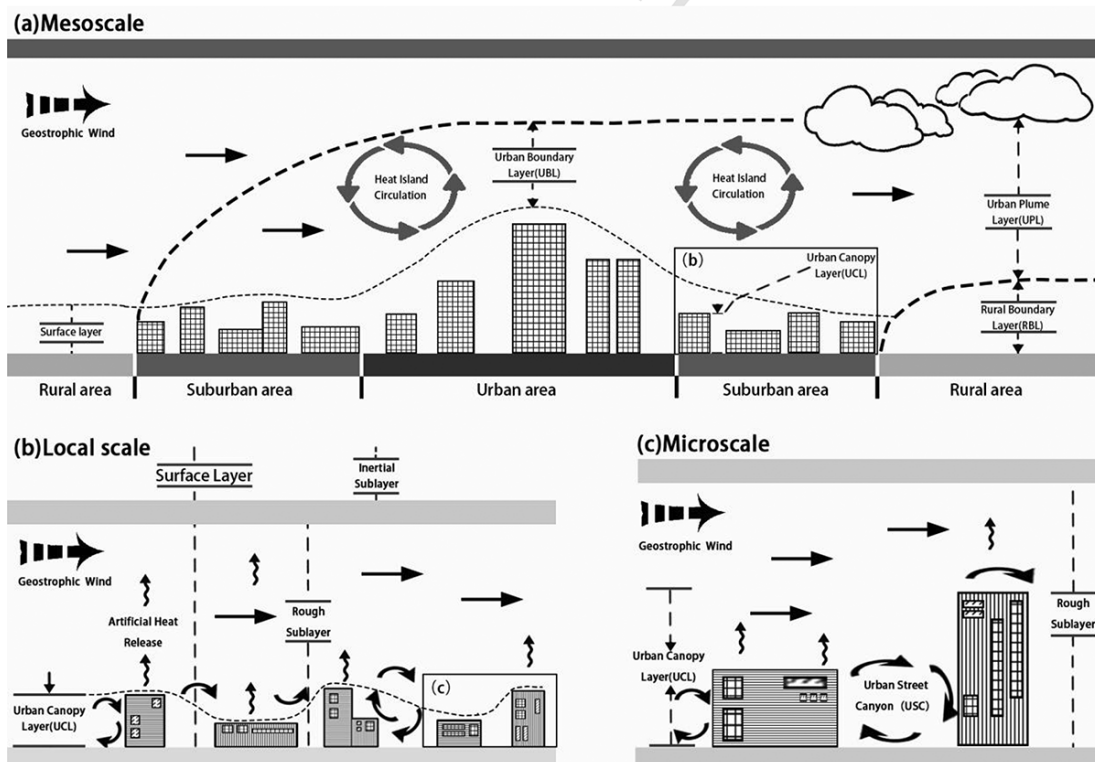 (a)Mesoscale
Geostrophic Wind
Heat Island
Circulation
Urban Boundary
Layer(UBL)
Heat Island
Circulation
Urban Plume
Layer(UPL)
(b)
Urban Canopy
Layer(UCL)
Surface layer
Rural Boundary
Layer(RBL)
Rural area
Suburban area
Urban area
Suburban area
Rural area
(b)Local scale
Surface Layer
Inertial
Sublayer
Geostrophic Wind
Artificial Heat
Release
Rough
Sublayer
Urban Canopy
Layer(UCL)
(c)
(c)Microscale
Geostrophic Wind
Rough
Sublayer
Urban Canopy
Layer(UCL)
Urban Street
Canyon (USC)